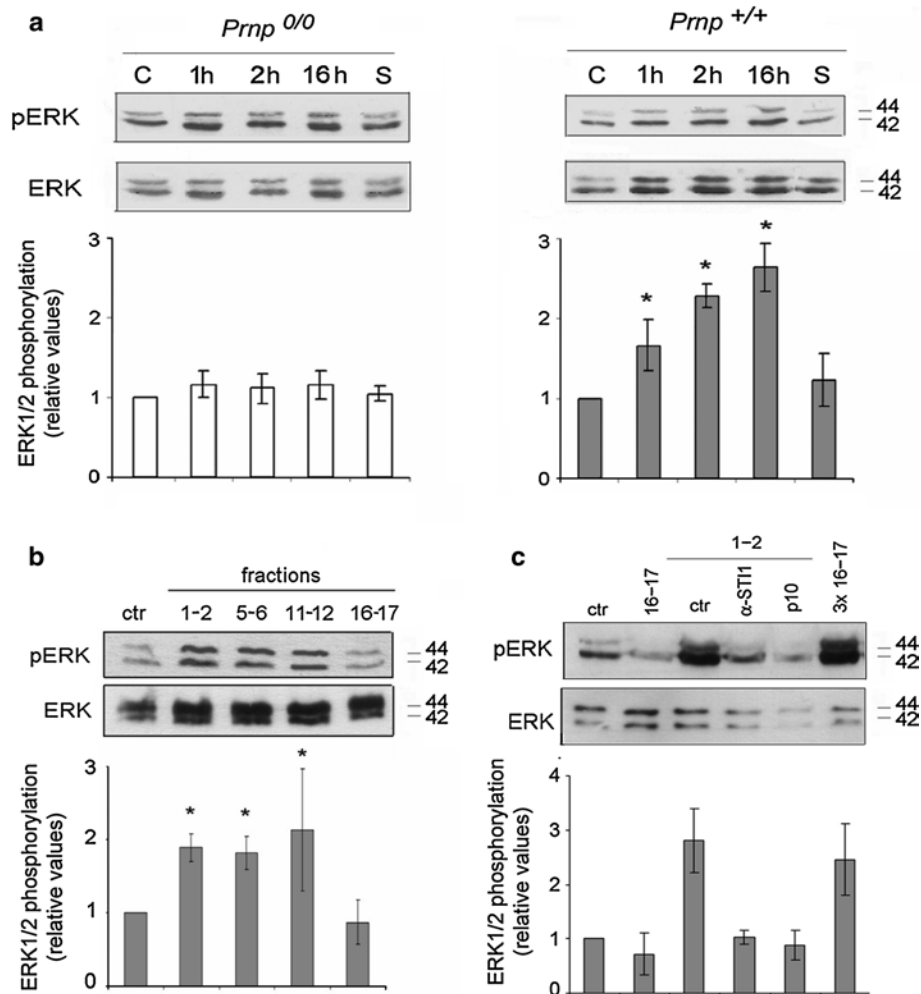 a
Prnp 0/0
Prnp +/+
C 1h 2h 16h S
C 1h 2h 16h S
pERK
44
42
ERK
44
42
ERK1/2 phosphorylation
(relative values)
3
2
1
0
* * *
3
2
1
0
b
fractions
ctr 1-2 5-6 11-12 16-17
pERK
44
42
ERK
44
42
ERK1/2 phosphorylation
(relative values)
3
2
1
0
* * *
c
1–2
ctr 16–17 ctr α-STI1 p10 3x 16–17
pERK
44
42
ERK
44
42
ERK1/2 phosphorylation
(relative values)
4
3
2
1
0